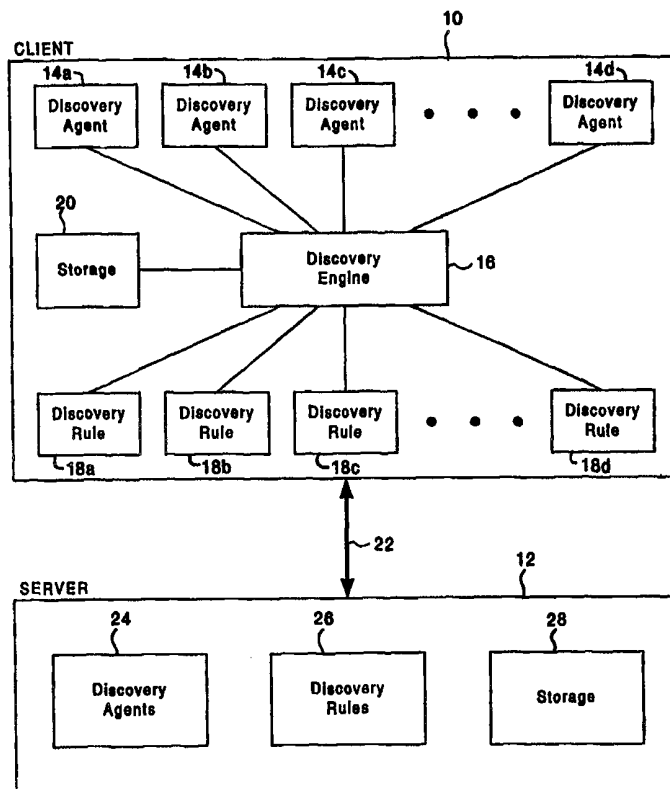 10
CLIENT
14a 14b 14c 14d
Discovery Agent
Discovery Agent
Discovery Agent
Discovery Agent
20
Storage
Discovery Engine
16
Discovery Rule
Discovery Rule
Discovery Rule
Discovery Rule
18a 18b 18c 18d
22
SERVER
12
24 26 28
Discovery Agents
Discovery Rules
Storage